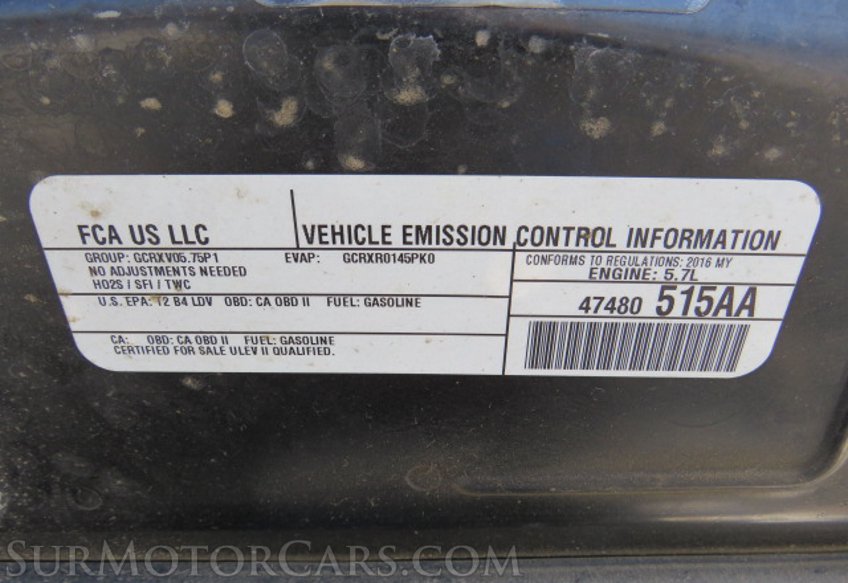 FCA US LLC
VEHICLE EMISSION CONTROL INFORMATION
GROUP: GCRXV05.75P1 EVAP: GCRXR0145PK0
NO ADJUSTMENTS NEEDED
HO2S / SFI / TWC
CONFORMS TO REGULATIONS: 2016 MY
ENGINE: 5.7L
U.S. EPA: T2 B4 LDV OBD: CA OBD II FUEL: GASOLINE
47480 515AA
CA: OBD: CA OBD II FUEL: GASOLINE
CERTIFIED FOR SALE ULEV II QUALIFIED.
SURMOTORCARS.COM